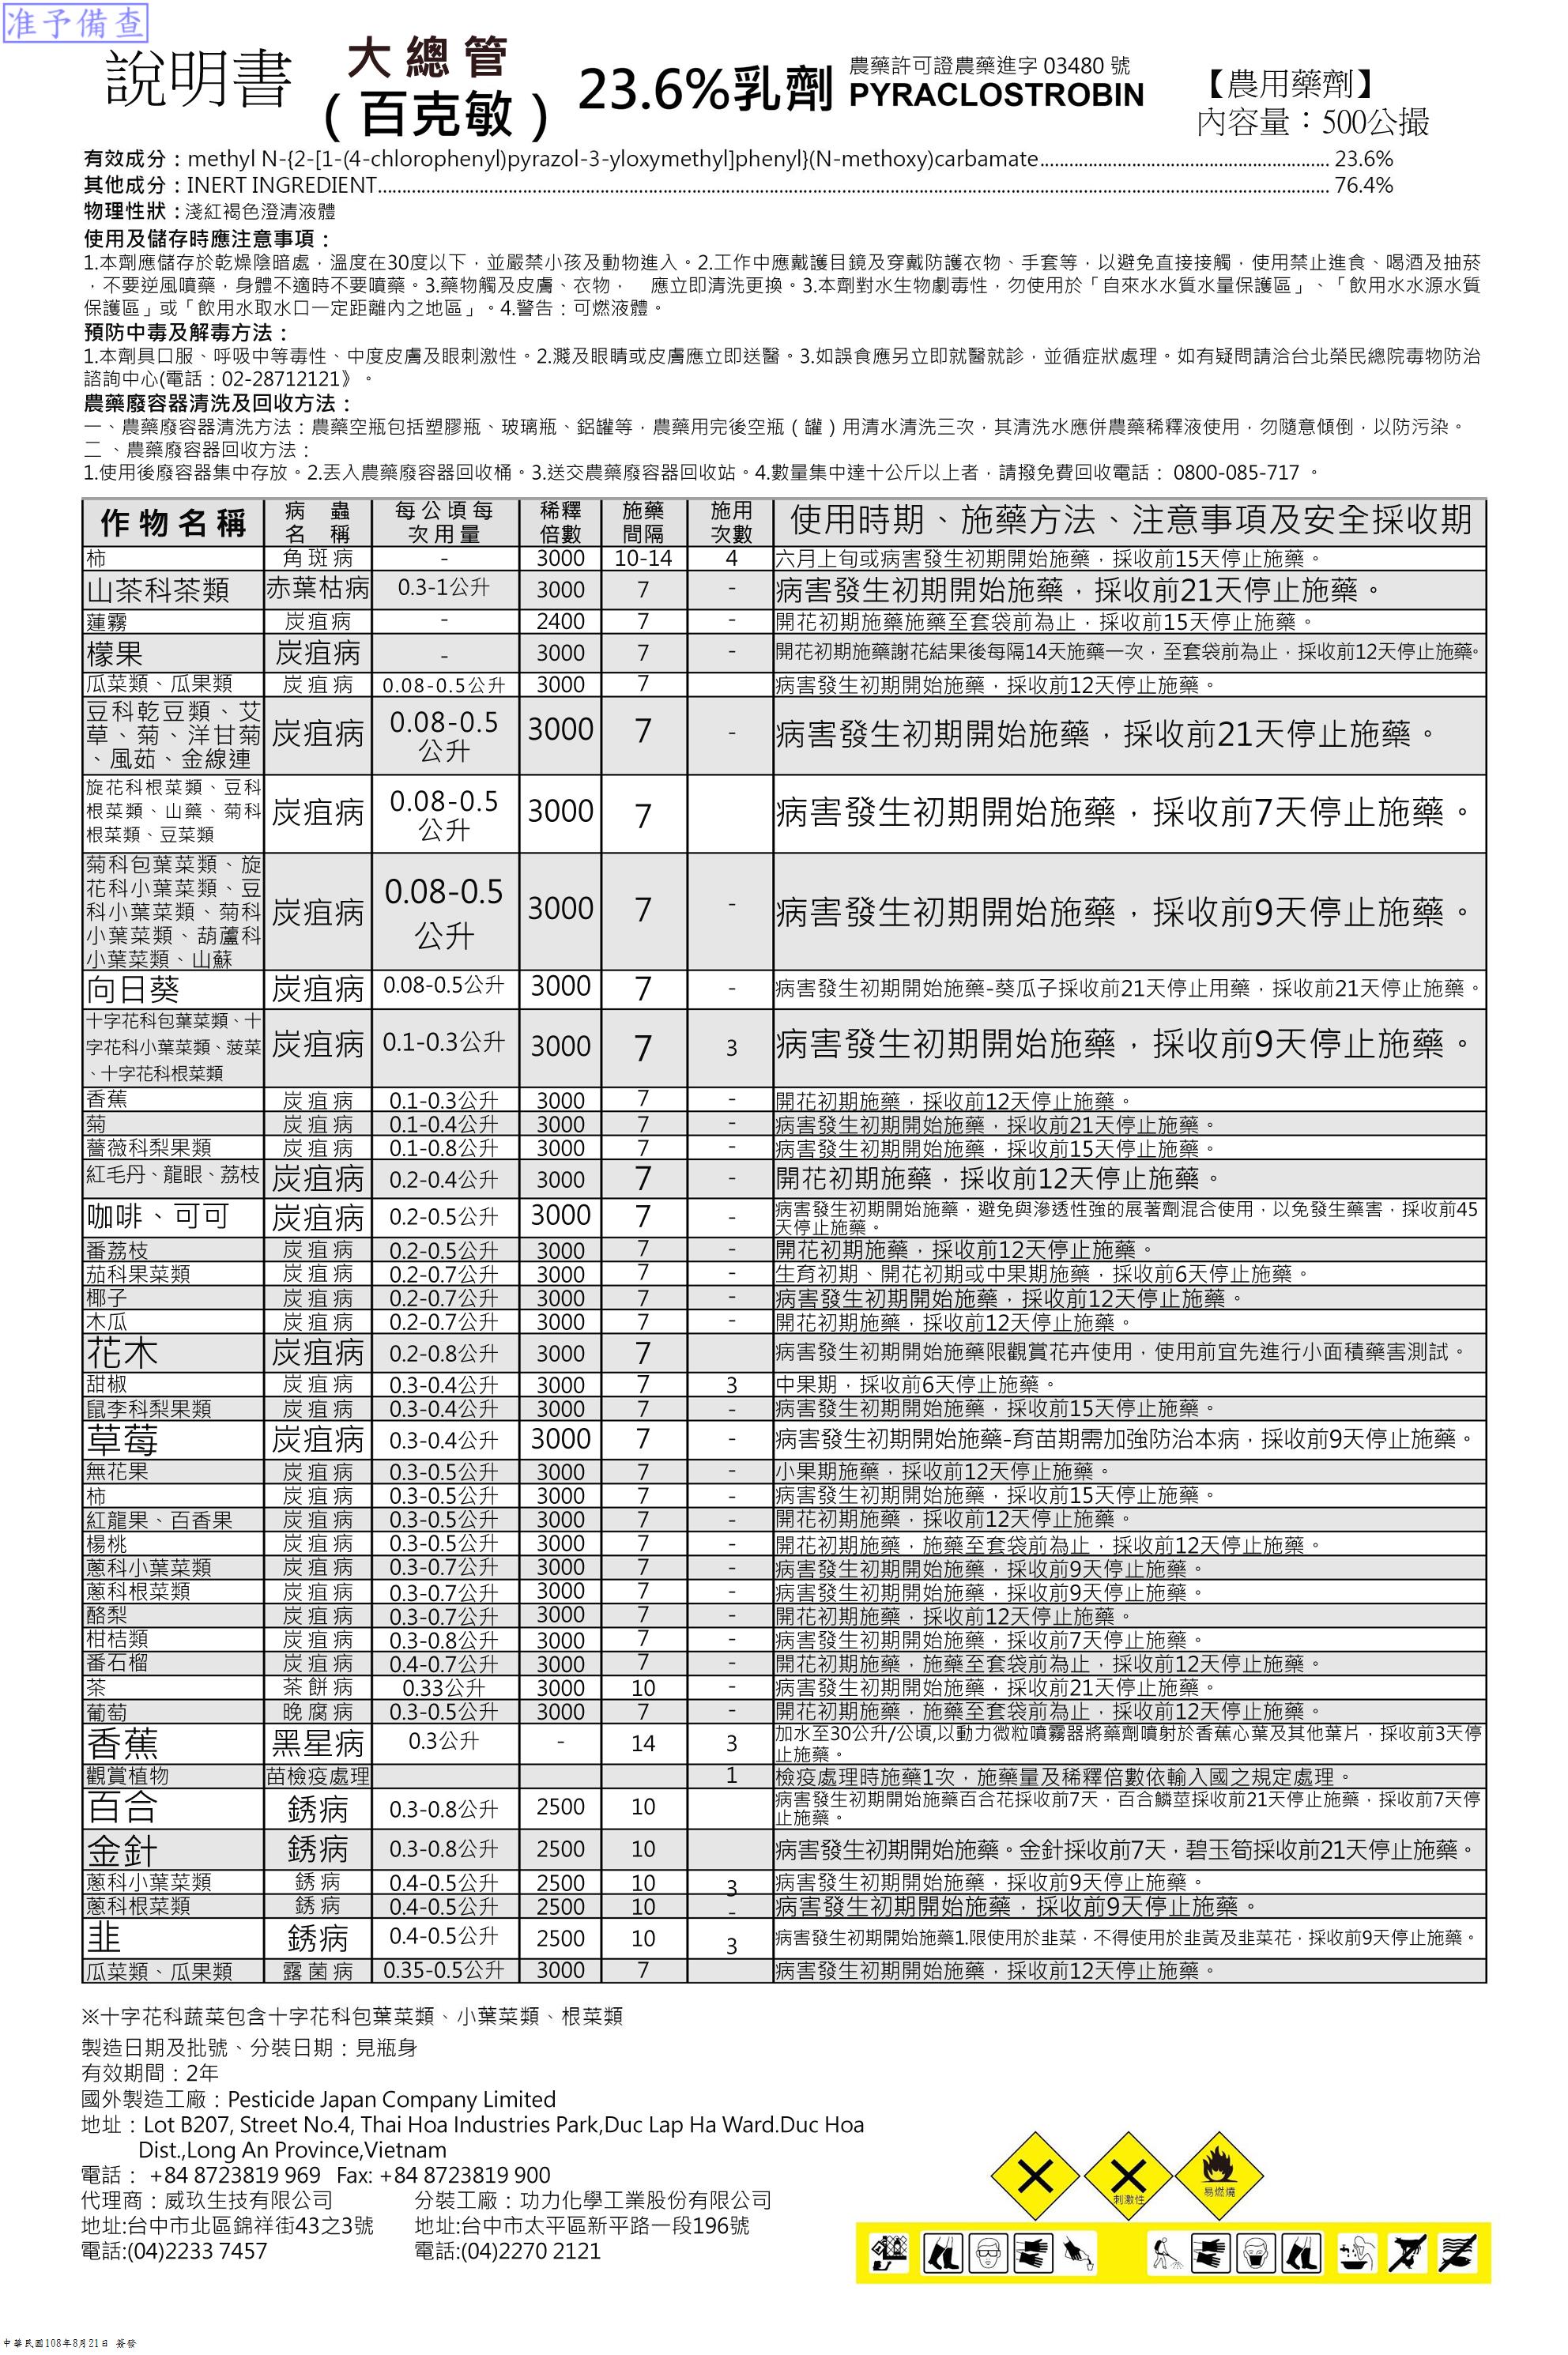 准予備查
說明書
大總管
(百克敏)
23.6%乳劑
農藥許可證農藥進字 03480 號
PYRACLOSTROBIN
【農用藥劑】
內容量：500公撮
有效成分：methyl N-{2-[1-(4-chlorophenyl)pyrazol-3-yloxymethyl]phenyl}(N-methoxy)carbamate............ 23.6%
其他成分：INERT INGREDIENT............ 76.4%
物理性狀：淺紅褐色澄清液體
使用及儲存時應注意事項：
1.本劑應儲存於乾燥陰暗處，溫度在30度以下，並嚴禁小孩及動物進入。2.工作中應戴護目鏡及穿戴防護衣物、手套等，以避免直接接觸，使用禁止進食、喝酒及抽菸
，不要逆風噴藥，身體不適時不要噴藥。3.藥物觸及皮膚、衣物，　應立即清洗更換。3.本劑對水生物劇毒性，勿使用於「自來水水質水量保護區」、「飲用水水源水質
保護區」或「飲用水取水口一定距離內之地區」。4.警告：可燃液體。
預防中毒及解毒方法：
1.本劑具口服、呼吸中等毒性、中度皮膚及眼刺激性。2.濺及眼睛或皮膚應立即送醫。3.如誤食應另立即就醫就診，並循症狀處理。如有疑問請洽台北榮民總院毒物防治
諮詢中心(電話：02-28712121》。
農藥廢容器清洗及回收方法：
一、農藥廢容器清洗方法：農藥空瓶包括塑膠瓶、玻璃瓶、鋁罐等，農藥用完後空瓶（罐）用清水清洗三次，其清洗水應併農藥稀釋液使用，勿隨意傾倒，以防污染。
二、農藥廢容器回收方法：
1.使用後廢容器集中存放。2.丟入農藥廢容器回收桶。3.送交農藥廢容器回收站。4.數量集中達十公斤以上者，請撥免費回收電話： 0800-085-717 。
作物名稱 病蟲名稱 每公頃每次用量 稀釋倍數 施藥間隔 施用次數 使用時期、施藥方法、注意事項及安全採收期
柿 角斑病 - 3000 10-14 4 六月上旬或病害發生初期開始施藥，採收前15天停止施藥。
山茶科茶類 赤葉枯病 0.3-1公升 3000 7 - 病害發生初期開始施藥，採收前21天停止施藥。
蓮霧 炭疽病 - 2400 7 - 開花初期施藥施藥至套袋前為止，採收前15天停止施藥。
檬果 炭疽病 - 3000 7 - 開花初期施藥謝花結果後每隔14天施藥一次，至套袋前為止，採收前12天停止施藥。
瓜菜類、瓜果類 炭疽病 0.08-0.5公升 3000 7 病害發生初期開始施藥，採收前12天停止施藥。
豆科乾豆類、艾
草、菊、洋甘菊
、風茹、金線連 炭疽病 0.08-0.5公升 3000 7 - 病害發生初期開始施藥，採收前21天停止施藥。
旋花科根菜類、豆科
根菜類、山藥、菊科
根菜類、豆菜類 炭疽病 0.08-0.5公升 3000 7 病害發生初期開始施藥，採收前7天停止施藥。
菊科包葉菜類、旋
花科小葉菜類、豆
科小葉菜類、菊科
小葉菜類、葫蘆科
小葉菜類、山蘇 炭疽病 0.08-0.5公升 3000 7 - 病害發生初期開始施藥，採收前9天停止施藥。
向日葵 炭疽病 0.08-0.5公升 3000 7 - 病害發生初期開始施藥-葵瓜子採收前21天停止用藥，採收前21天停止施藥。
十字花科包葉菜類、十
字花科小葉菜類、菠菜
、十字花科根菜類 炭疽病 0.1-0.3公升 3000 7 3 病害發生初期開始施藥，採收前9天停止施藥。
香蕉 炭疽病 0.1-0.3公升 3000 7 - 開花初期施藥，採收前12天停止施藥。
菊 炭疽病 0.1-0.4公升 3000 7 - 病害發生初期開始施藥，採收前21天停止施藥。
薔薇科梨果類 炭疽病 0.1-0.8公升 3000 7 - 病害發生初期開始施藥，採收前15天停止施藥。
紅毛丹、龍眼、荔枝 炭疽病 0.2-0.4公升 3000 7 - 開花初期施藥，採收前12天停止施藥。
咖啡、可可 炭疽病 0.2-0.5公升 3000 7 - 病害發生初期開始施藥，避免與滲透性強的展著劑混合使用，以免發生藥害，採收前45
天停止施藥。
番荔枝 炭疽病 0.2-0.5公升 3000 7 - 開花初期施藥，採收前12天停止施藥。
茄科果菜類 炭疽病 0.2-0.7公升 3000 7 - 生育初期、開花初期或中果期施藥，採收前6天停止施藥。
椰子 炭疽病 0.2-0.7公升 3000 7 - 病害發生初期開始施藥，採收前12天停止施藥。
木瓜 炭疽病 0.2-0.7公升 3000 7 - 開花初期施藥，採收前12天停止施藥。
花木 炭疽病 0.2-0.8公升 3000 7 病害發生初期開始施藥限觀賞花卉使用，使用前宜先進行小面積藥害測試。
甜椒 炭疽病 0.3-0.4公升 3000 7 3 中果期，採收前6天停止施藥。
鼠李科梨果類 炭疽病 0.3-0.4公升 3000 7 - 病害發生初期開始施藥，採收前15天停止施藥。
草莓 炭疽病 0.3-0.4公升 3000 7 - 病害發生初期開始施藥-育苗期需加強防治本病，採收前9天停止施藥。
無花果 炭疽病 0.3-0.5公升 3000 7 - 小果期施藥，採收前12天停止施藥。
柿 炭疽病 0.3-0.5公升 3000 7 - 病害發生初期開始施藥，採收前15天停止施藥。
紅龍果、百香果 炭疽病 0.3-0.5公升 3000 7 - 開花初期施藥，採收前12天停止施藥。
楊桃 炭疽病 0.3-0.5公升 3000 7 - 開花初期施藥，施藥至套袋前為止，採收前12天停止施藥。
蔥科小葉菜類 炭疽病 0.3-0.7公升 3000 7 - 病害發生初期開始施藥，採收前9天停止施藥。
蔥科根菜類 炭疽病 0.3-0.7公升 3000 7 - 病害發生初期開始施藥，採收前9天停止施藥。
酪梨 炭疽病 0.3-0.7公升 3000 7 - 開花初期施藥，採收前12天停止施藥。
柑桔類 炭疽病 0.3-0.8公升 3000 7 - 病害發生初期開始施藥，採收前7天停止施藥。
番石榴 炭疽病 0.4-0.7公升 3000 7 - 開花初期施藥，施藥至套袋前為止，採收前12天停止施藥。
茶 茶餅病 0.33公升 3000 10 - 病害發生初期開始施藥，採收前21天停止施藥。
葡萄 晚腐病 0.3-0.5公升 3000 7 - 開花初期施藥，施藥至套袋前為止，採收前12天停止施藥。
香蕉 黑星病 0.3公升 - 14 3 加水至30公升/公頃,以動力微粒噴霧器將藥劑噴射於香蕉心葉及其他葉片，採收前3天停
止施藥。
觀賞植物 苗檢疫處理 1 檢疫處理時施藥1次，施藥量及稀釋倍數依輸入國之規定處理。
百合 銹病 0.3-0.8公升 2500 10 病害發生初期開始施藥百合花採收前7天，百合鱗莖採收前21天停止施藥，採收前7天停
止施藥。
金針 銹病 0.3-0.8公升 2500 10 病害發生初期開始施藥。金針採收前7天，碧玉筍採收前21天停止施藥。
蔥科小葉菜類 銹病 0.4-0.5公升 2500 10 3 病害發生初期開始施藥，採收前9天停止施藥。
蔥科根菜類 銹病 0.4-0.5公升 2500 10 - 病害發生初期開始施藥，採收前9天停止施藥。
韭 銹病 0.4-0.5公升 2500 10 3 病害發生初期開始施藥1.限使用於韭菜，不得使用於韭黃及韭菜花，採收前9天停止施藥。
瓜菜類、瓜果類 露菌病 0.35-0.5公升 3000 7 病害發生初期開始施藥，採收前12天停止施藥。
※十字花科蔬菜包含十字花科包葉菜類、小葉菜類、根菜類
製造日期及批號、分裝日期：見瓶身
有效期間：2年
國外製造工廠：Pesticide Japan Company Limited
地址：Lot B207, Street No.4, Thai Hoa Industries Park,Duc Lap Ha Ward.Duc Hoa
Dist.,Long An Province,Vietnam
電話： +84 8723819 969 Fax: +84 8723819 900
代理商：威玖生技有限公司 分裝工廠：功力化學工業股份有限公司
地址:台中市北區錦祥街43之3號 地址:台中市太平區新平路一段196號
電話:(04)2233 7457 電話:(04)2270 2121
刺激性
易燃燒
中華民國108年8月21日 簽發